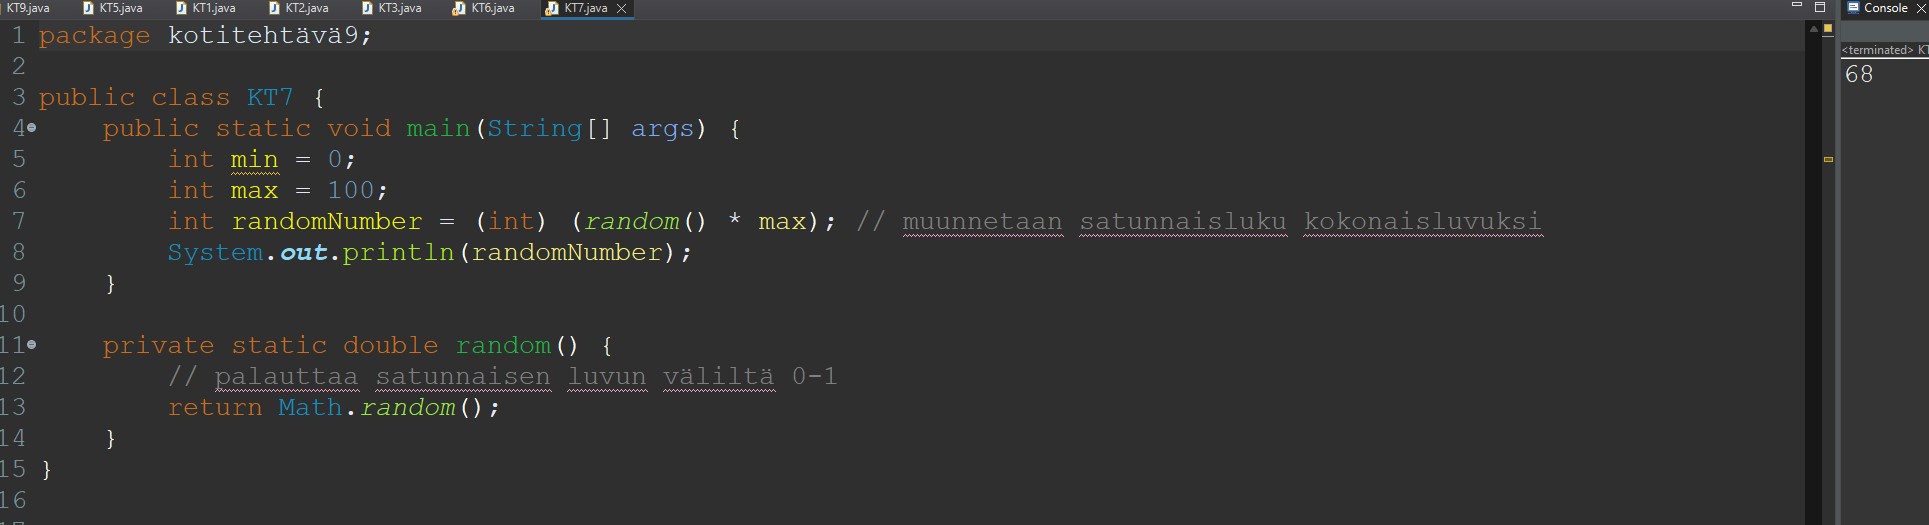 KT9.java KT5.java KT1.java KT2.java KT3.java KT6.java KT7.java Console
<terminated> KT
68
1 package kotitehtävä9;
2
3 public class KT7 {
4 public static void main(String[] args) {
5 int min = 0;
6 int max = 100;
7 int randomNumber = (int) (random() * max); // muunnetaan satunnaisluku kokonaisluvuksi
8 System.out.println(randomNumber);
9 }
10
11 private static double random() {
12 // palauttaa satunnaisen luvun väliltä 0-1
13 return Math.random();
14 }
15 }
16